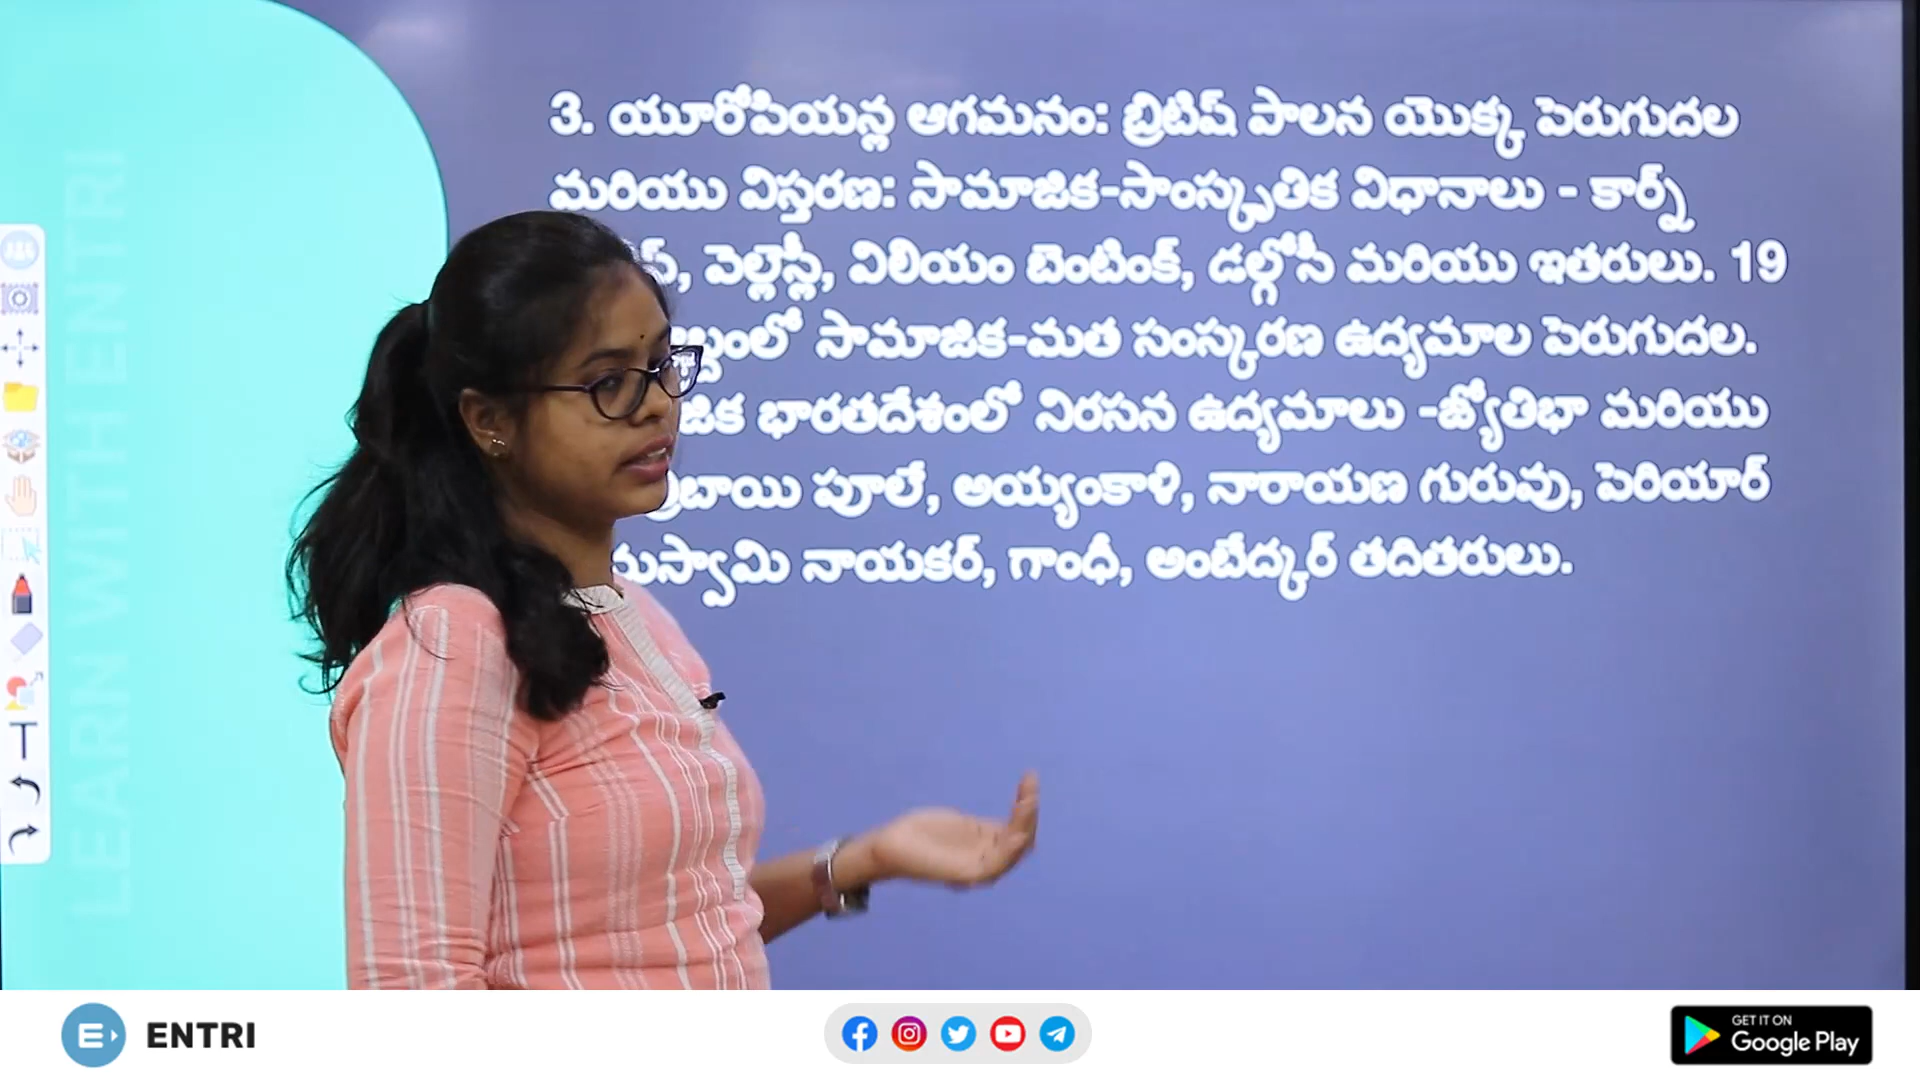 3. యూరోపియన్ల ఆగమనం: బ్రిటిష్ పాలన యొక్క పెరుగుదల
మరియు విస్తరణ: సామాజిక-సాంస్కృతిక విధానాలు - కార్న్
వెల్లెస్లీ, విలియం బెంటింక్, డల్హౌసీ మరియు ఇతరులు. 19
సామాజిక-మత సంస్కరణ ఉద్యమాల పెరుగుదల.
భారతదేశంలో నిరసన ఉద్యమాలు -జ్యోతిభా మరియు
పూలే, అయ్యంకాళి, నారాయణ గురువు, పెరియార్
నాయకర్, గాంధీ, అంబేద్కర్ తదితరులు.
LEARN WITH ENTRI
T
ENTRI
GET IT ON
Google Play